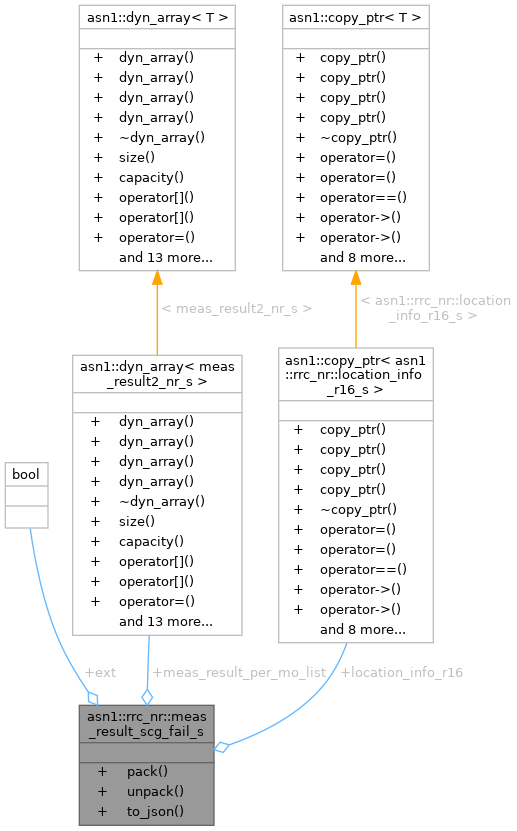 asn1::dyn_array< T >
+ dyn_array()
+ dyn_array()
+ dyn_array()
+ dyn_array()
+ ~dyn_array()
+ size()
+ capacity()
+ operator[]()
+ operator[]()
+ operator=()
and 13 more...
asn1::copy_ptr< T >
+ copy_ptr()
+ copy_ptr()
+ copy_ptr()
+ copy_ptr()
+ ~copy_ptr()
+ operator=()
+ operator=()
+ operator==()
+ operator->()
+ operator->()
and 8 more...
< meas_result2_nr_s >
< asn1::rrc_nr::location
_info_r16_s >
asn1::dyn_array< meas
_result2_nr_s >
+ dyn_array()
+ dyn_array()
+ dyn_array()
+ dyn_array()
+ ~dyn_array()
+ size()
+ capacity()
+ operator[]()
+ operator[]()
+ operator=()
and 13 more...
asn1::copy_ptr< asn1
::rrc_nr::location_info
_r16_s >
+ copy_ptr()
+ copy_ptr()
+ copy_ptr()
+ copy_ptr()
+ ~copy_ptr()
+ operator=()
+ operator=()
+ operator==()
+ operator->()
+ operator->()
and 8 more...
bool
+ext
+meas_result_per_mo_list
+location_info_r16
asn1::rrc_nr::meas
_result_scg_fail_s
+ pack()
+ unpack()
+ to_json()